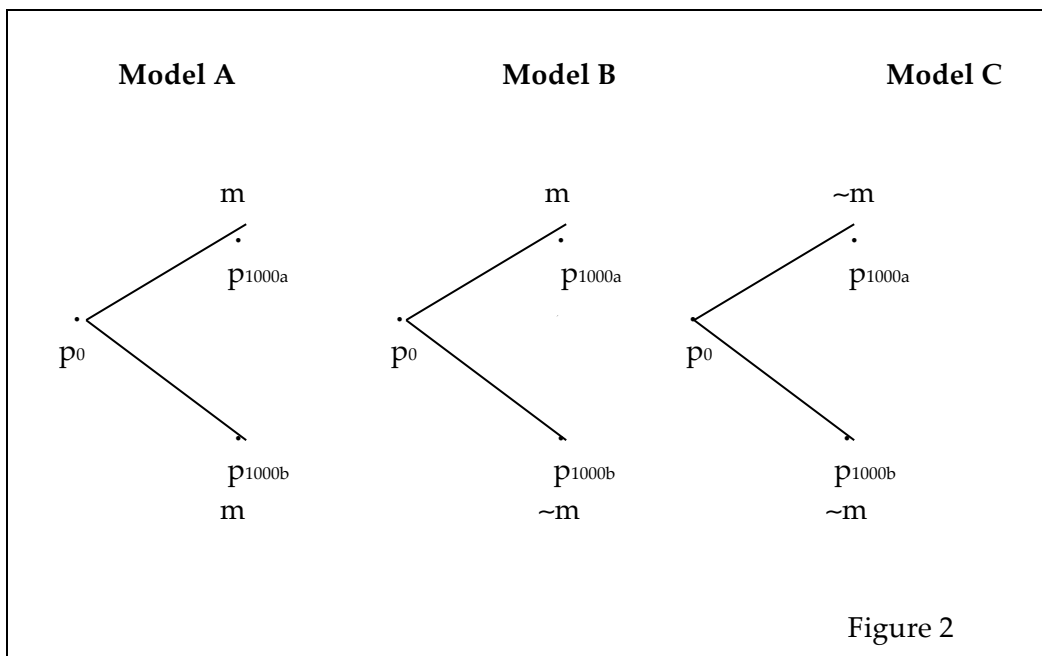 Model A Model B Model C
m m ~m
p1000a p1000a p1000a
p0 p0 p0
p1000b p1000b p1000b
m ~m ~m
Figure 2